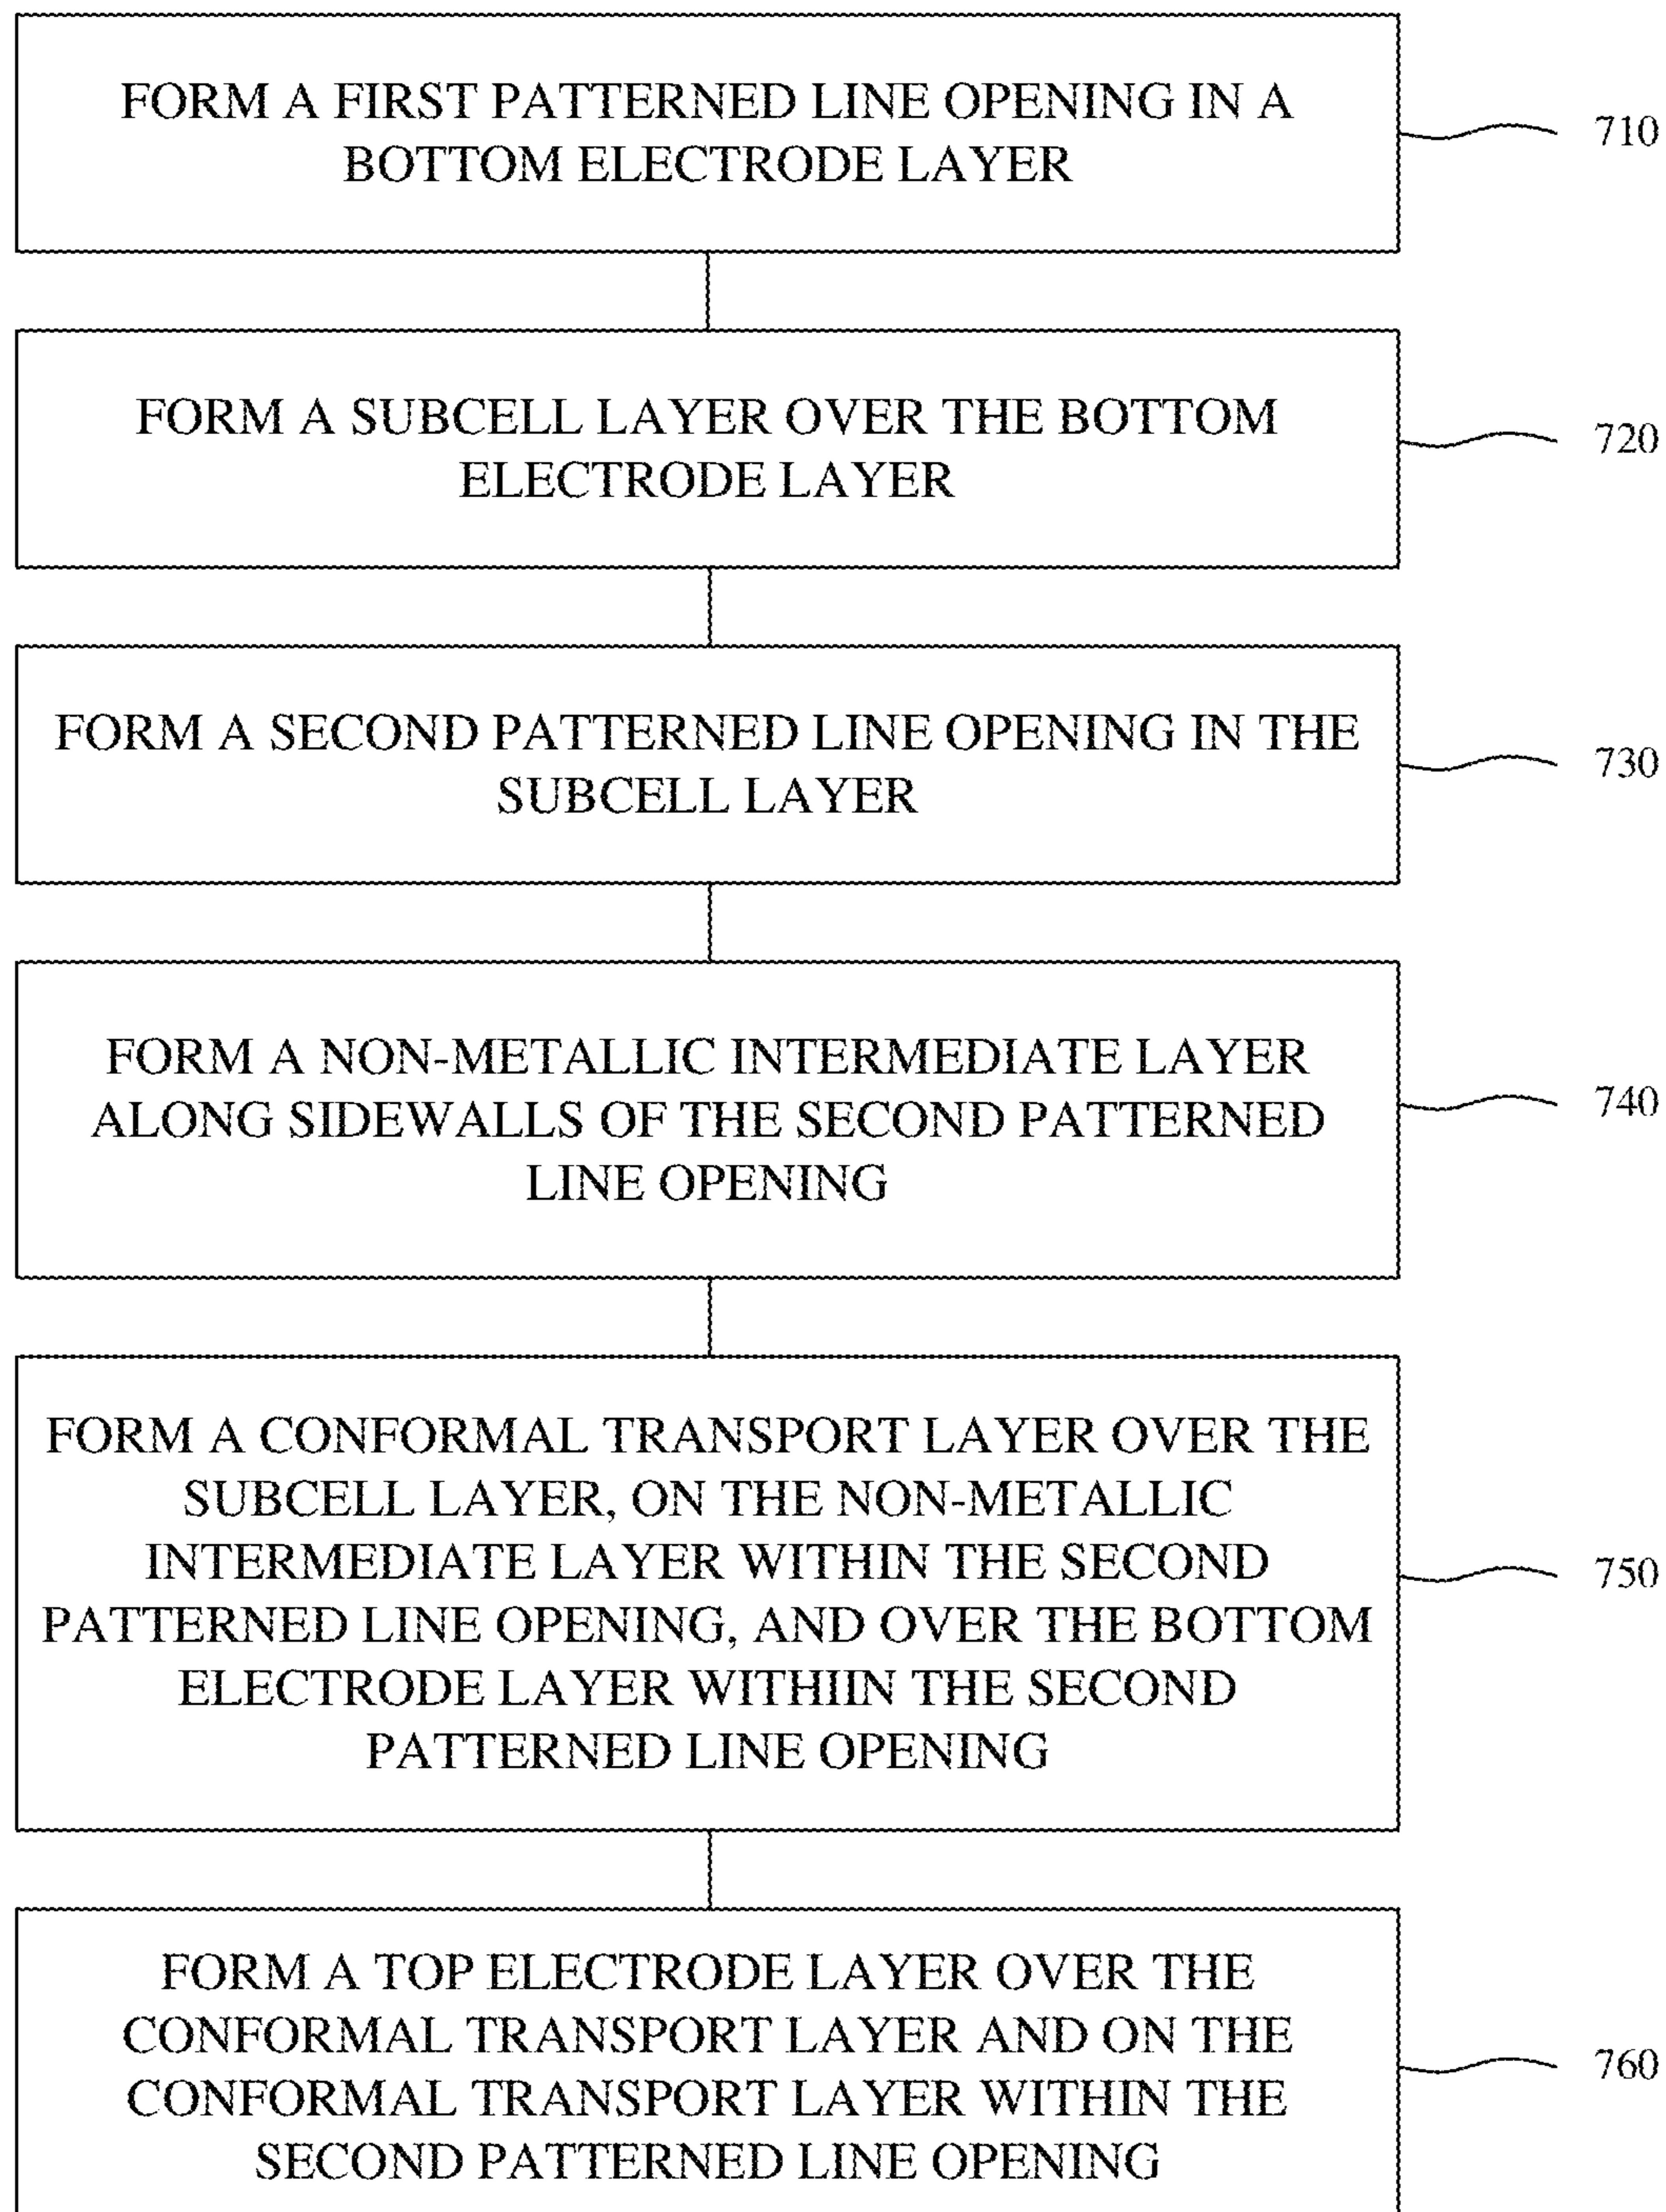 FORM A FIRST PATTERNED LINE OPENING IN A
BOTTOM ELECTRODE LAYER
710
FORM A SUBCELL LAYER OVER THE BOTTOM
ELECTRODE LAYER
720
FORM A SECOND PATTERNED LINE OPENING IN THE
SUBCELL LAYER
730
FORM A NON-METALLIC INTERMEDIATE LAYER
ALONG SIDEWALLS OF THE SECOND PATTERNED
LINE OPENING
740
FORM A CONFORMAL TRANSPORT LAYER OVER THE
SUBCELL LAYER, ON THE NON-METALLIC
INTERMEDIATE LAYER WITHIN THE SECOND
PATTERNED LINE OPENING, AND OVER THE BOTTOM
ELECTRODE LAYER WITHIIN THE SECOND
PATTERNED LINE OPENING
750
FORM A TOP ELECTRODE LAYER OVER THE
CONFORMAL TRANSPORT LAYER AND ON THE
CONFORMAL TRANSPORT LAYER WITHIN THE
SECOND PATTERNED LINE OPENING
760